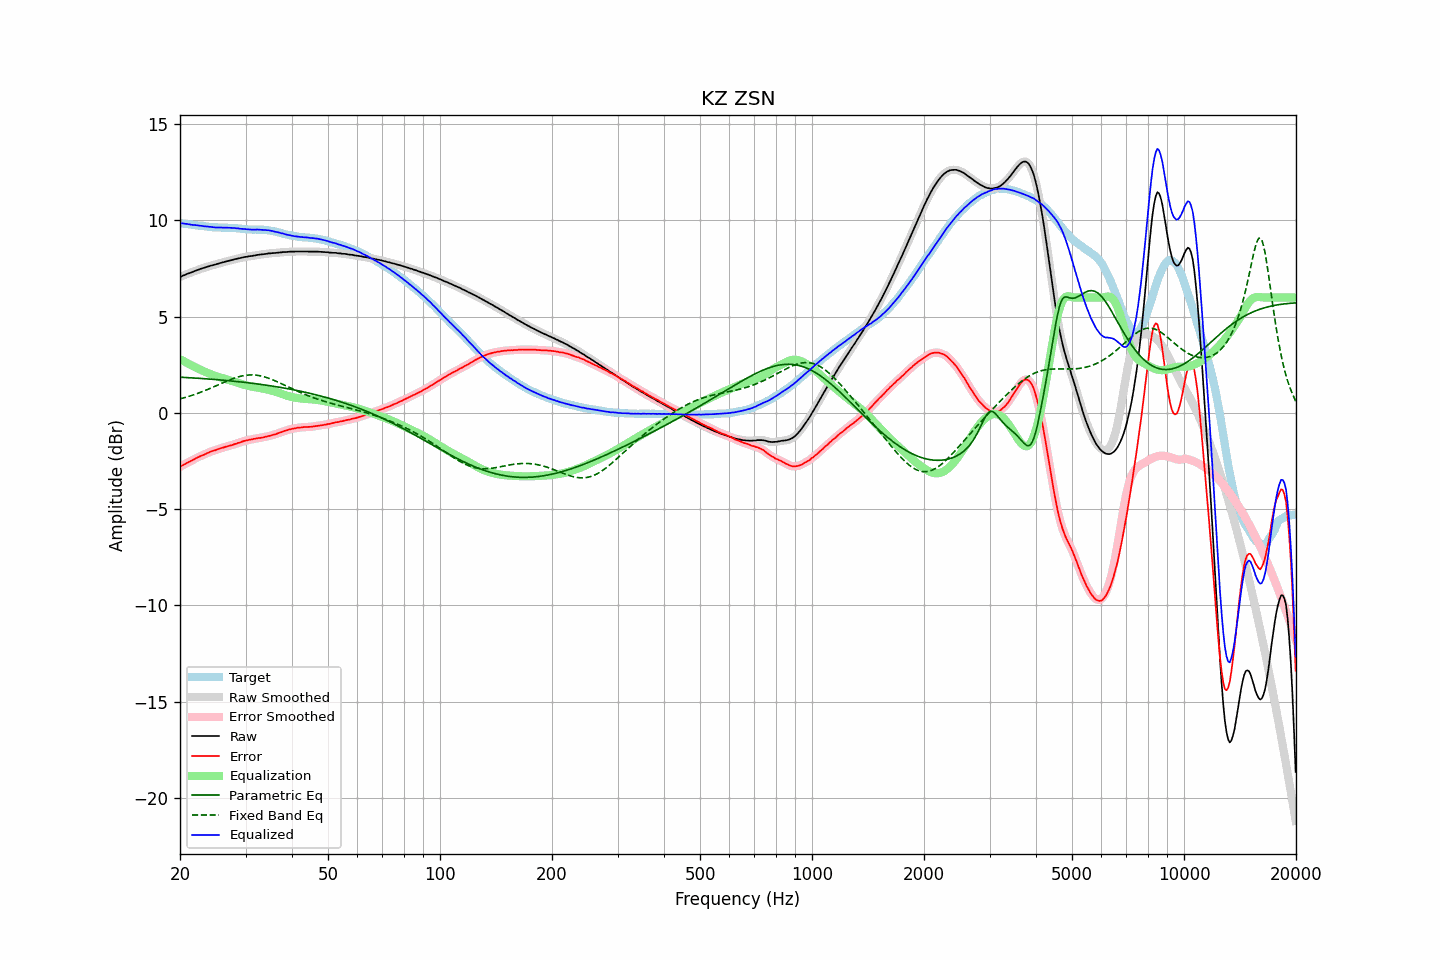 KZ ZSN
15
10
5
0
−5
−10
−15
−20
Amplitude (dBr)
Target
Raw Smoothed
Error Smoothed
Raw
Error
Equalization
Parametric Eq
Fixed Band Eq
Equalized
20 50 100 200 500 1000 2000 5000 10000 20000
Frequency (Hz)